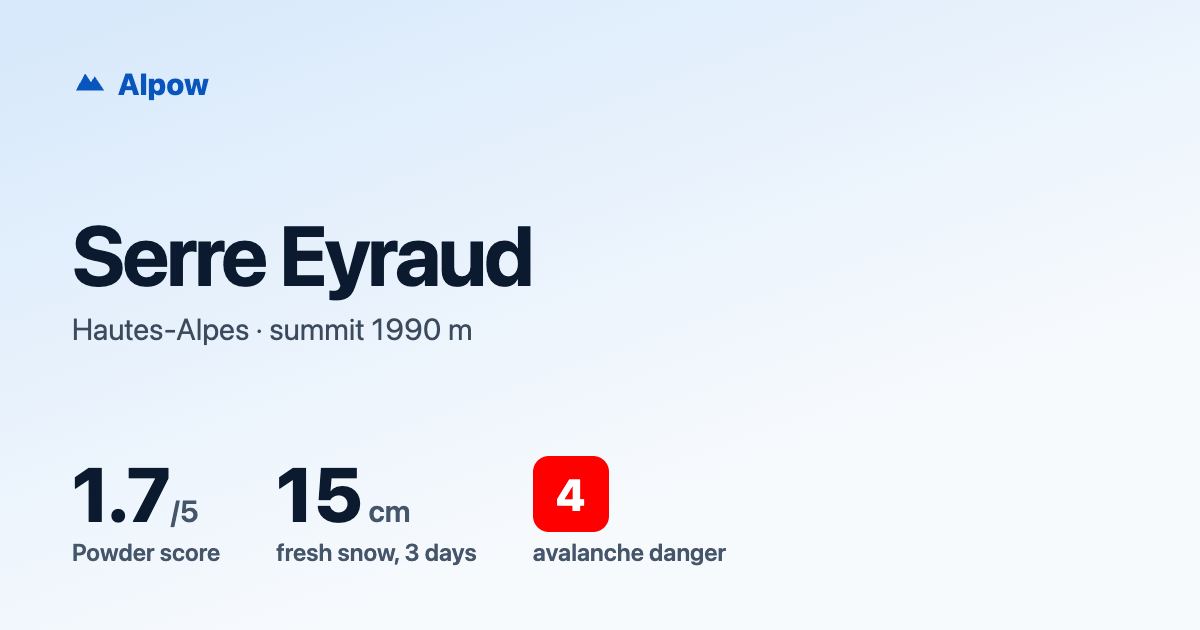 Alpow
Serre Eyraud
Hautes-Alpes · summit 1990 m
1.7/5
Powder score
15 cm
fresh snow, 3 days
4
avalanche danger